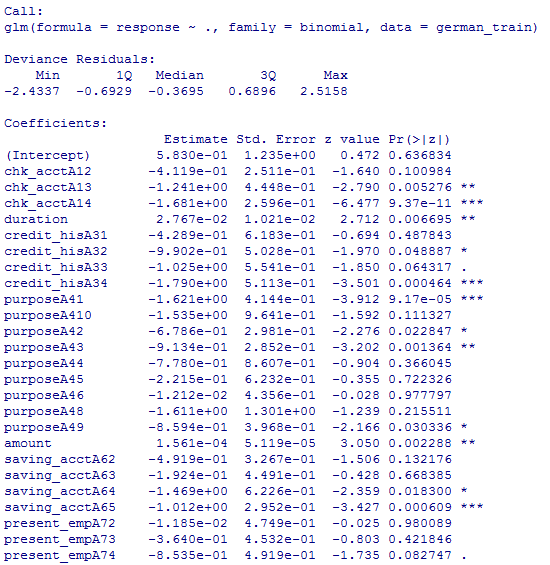 Call:
glm(formula = response ~ ., family = binomial, data = german_train)
Deviance Residuals:
Min 1Q Median 3Q Max
-2.4337 -0.6929 -0.3695 0.6896 2.5158
Coefficients:
Estimate Std. Error z value Pr(>|z|)
(Intercept) 5.830e-01 1.235e+00 0.472 0.636834
chk_acctA12 -4.119e-01 2.511e-01 -1.640 0.100984
chk_acctA13 -1.241e+00 4.448e-01 -2.790 0.005276 **
chk_acctA14 -1.681e+00 2.596e-01 -6.477 9.37e-11 ***
duration 2.767e-02 1.021e-02 2.712 0.006695 **
credit_hisA31 -4.289e-01 6.183e-01 -0.694 0.487843
credit_hisA32 -9.902e-01 5.028e-01 -1.970 0.048887 *
credit_hisA33 -1.025e+00 5.541e-01 -1.850 0.064317 .
credit_hisA34 -1.790e+00 5.113e-01 -3.501 0.000464 ***
purposeA41 -1.621e+00 4.144e-01 -3.912 9.17e-05 ***
purposeA410 -1.535e+00 9.641e-01 -1.592 0.111327
purposeA42 -6.786e-01 2.981e-01 -2.276 0.022847 *
purposeA43 -9.134e-01 2.852e-01 -3.202 0.001364 **
purposeA44 -7.780e-01 8.607e-01 -0.904 0.366045
purposeA45 -2.215e-01 6.232e-01 -0.355 0.722326
purposeA46 -1.212e-02 4.356e-01 -0.028 0.977797
purposeA48 -1.611e+00 1.301e+00 -1.239 0.215511
purposeA49 -8.594e-01 3.968e-01 -2.166 0.030336 *
amount 1.561e-04 5.119e-05 3.050 0.002288 **
saving_acctA62 -4.919e-01 3.267e-01 -1.506 0.132176
saving_acctA63 -1.924e-01 4.491e-01 -0.428 0.668385
saving_acctA64 -1.469e+00 6.226e-01 -2.359 0.018300 *
saving_acctA65 -1.012e+00 2.952e-01 -3.427 0.000609 ***
present_empA72 -1.185e-02 4.749e-01 -0.025 0.980089
present_empA73 -3.640e-01 4.532e-01 -0.803 0.421846
present_empA74 -8.535e-01 4.919e-01 -1.735 0.082747 .